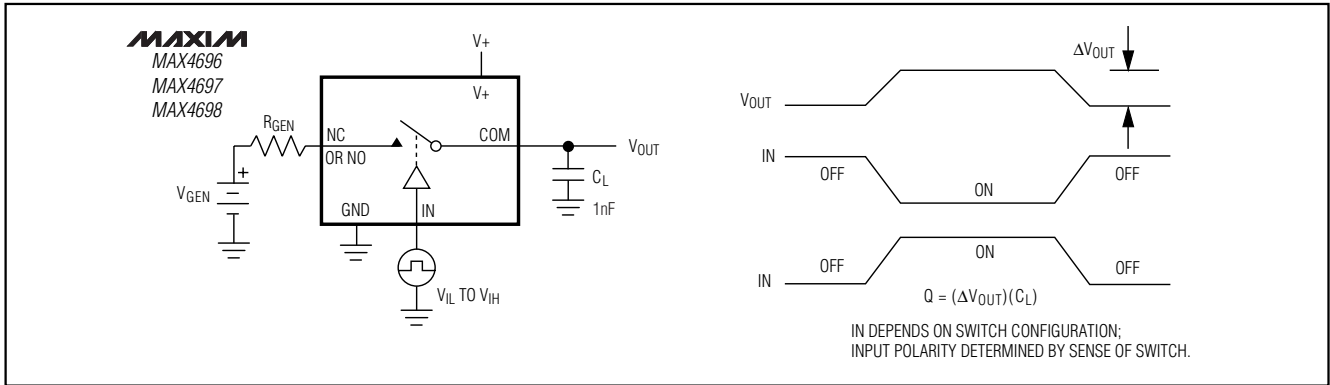 MAXIM
MAX4696
MAX4697
MAX4698
V+
V+
RGEN
NC
OR NO
COM
VOUT
VGEN
+
CL
1nF
GND
IN
VIL TO VIH
ΔVOUT
VOUT
IN
OFF
ON
OFF
IN
OFF
ON
OFF
Q = (ΔVOUT)(CL)
IN DEPENDS ON SWITCH CONFIGURATION;
INPUT POLARITY DETERMINED BY SENSE OF SWITCH.